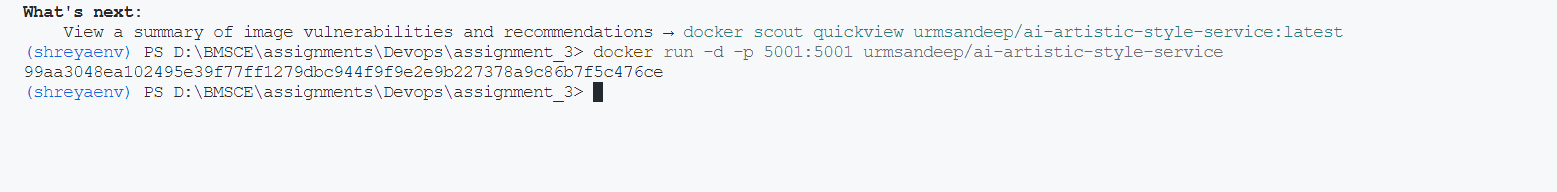 What's next:
View a summary of image vulnerabilities and recommendations → docker scout quickview urmsandeep/ai-artistic-style-service:latest
(shreyaenv) PS D:\BMSCE\assignments\Devops\assignment_3> docker run -d -p 5001:5001 urmsandeep/ai-artistic-style-service
99aa3048ea102495e39f77ff1279dbc944f9f9e2e9b227378a9c86b7f5c476ce
(shreyaenv) PS D:\BMSCE\assignments\Devops\assignment_3>